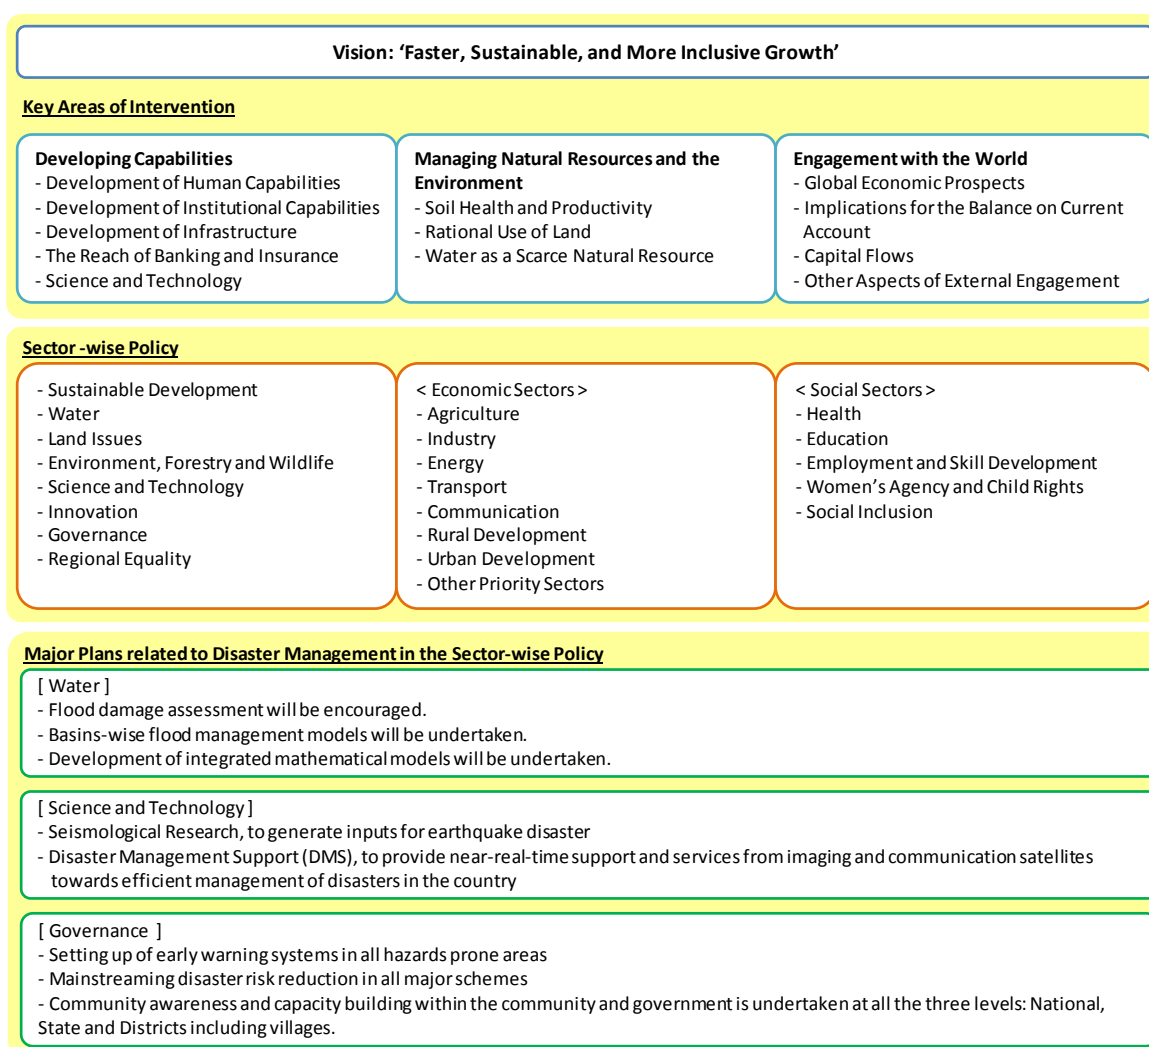 Vision: ‘Faster, Sustainable, and More Inclusive Growth’
Key Areas of Intervention
Developing Capabilities
- Development of Human Capabilities
- Development of Institutional Capabilities
- Development of Infrastructure
- The Reach of Banking and Insurance
- Science and Technology
Managing Natural Resources and the
Environment
- Soil Health and Productivity
- Rational Use of Land
- Water as a Scarce Natural Resource
Engagement with the World
- Global Economic Prospects
- Implications for the Balance on Current
Account
- Capital Flows
- Other Aspects of External Engagement
Sector -wise Policy
- Sustainable Development
- Water
- Land Issues
- Environment, Forestry and Wildlife
- Science and Technology
- Innovation
- Governance
- Regional Equality
< Economic Sectors >
- Agriculture
- Industry
- Energy
- Transport
- Communication
- Rural Development
- Urban Development
- Other Priority Sectors
< Social Sectors >
- Health
- Education
- Employment and Skill Development
- Women’s Agency and Child Rights
- Social Inclusion
Major Plans related to Disaster Management in the Sector-wise Policy
[ Water ]
- Flood damage assessment will be encouraged.
- Basins-wise flood management models will be undertaken.
- Development of integrated mathematical models will be undertaken.
[ Science and Technology ]
- Seismological Research, to generate inputs for earthquake disaster
- Disaster Management Support (DMS), to provide near-real-time support and services from imaging and communication satellites
towards efficient management of disasters in the country
[ Governance ]
- Setting up of early warning systems in all hazards prone areas
- Mainstreaming disaster risk reduction in all major schemes
- Community awareness and capacity building within the community and government is undertaken at all the three levels: National,
State and Districts including villages.